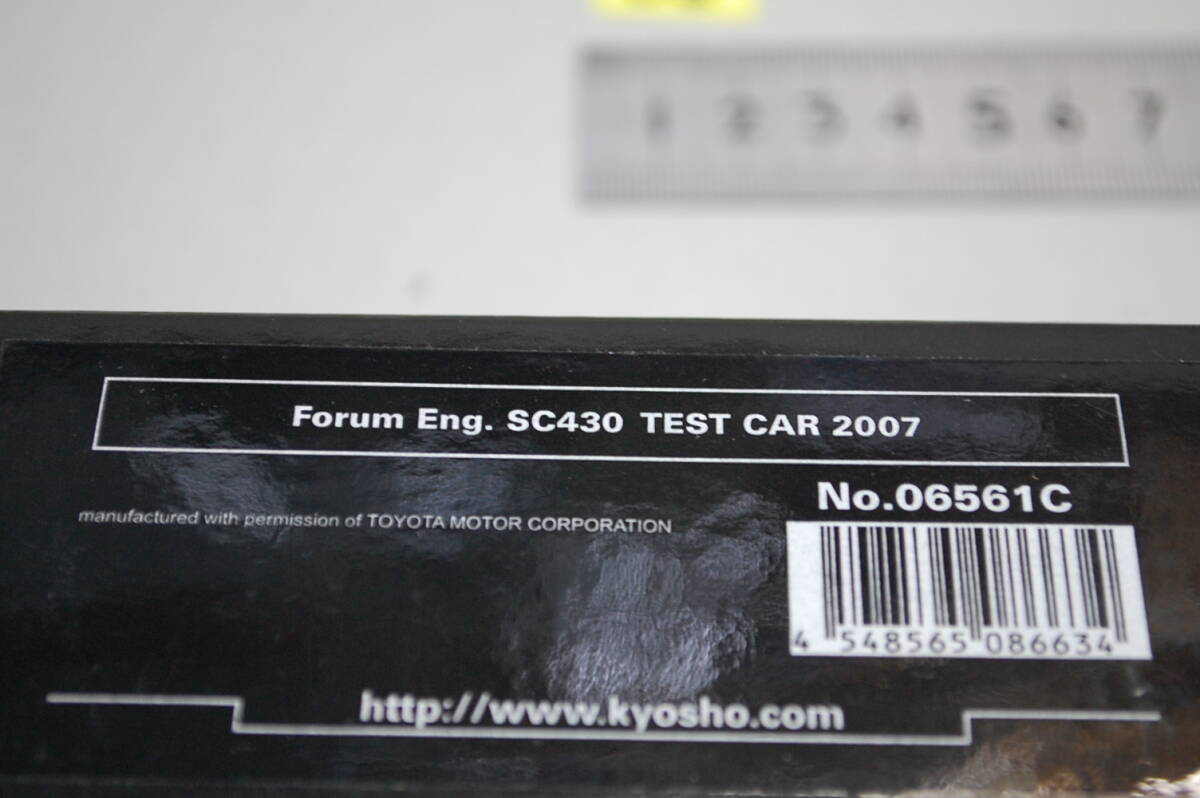 1 2 3 4 5 6 7
Forum Eng. SC430 TEST CAR 2007
No.06561C
manufactured with permission of TOYOTA MOTOR CORPORATION
4 548565 086634
http://www.kyosho.com